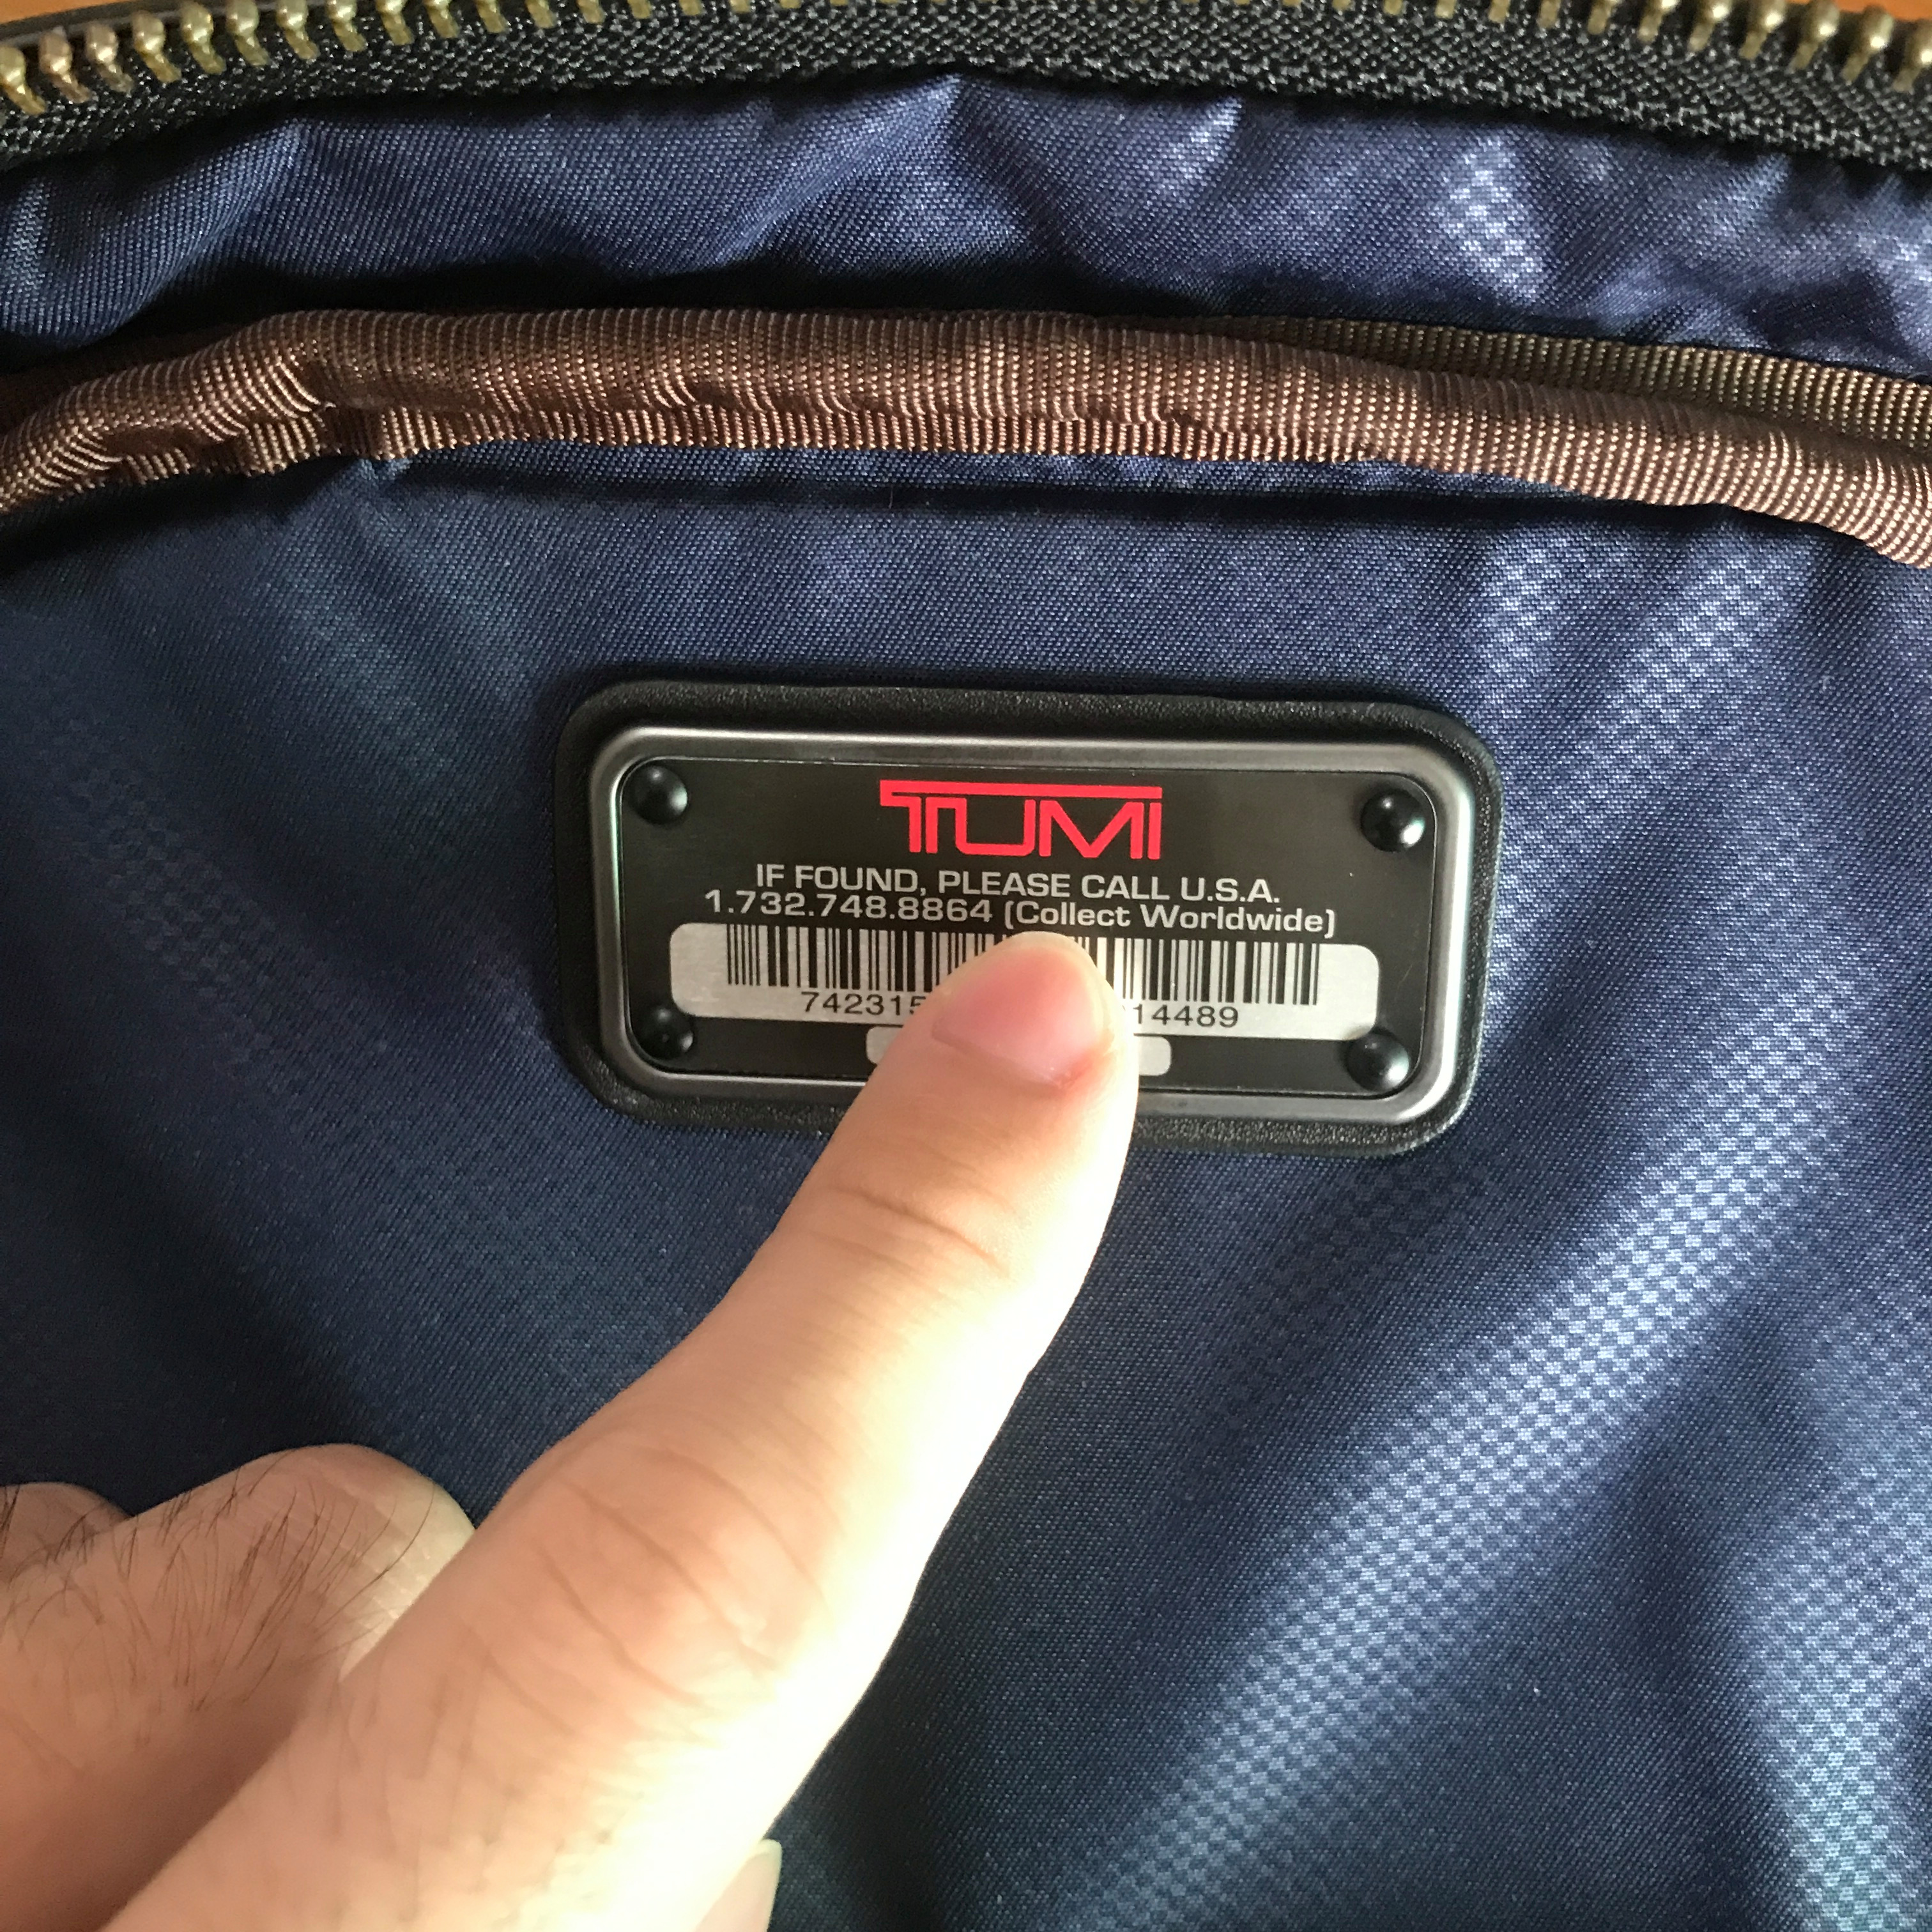 TUMI
IF FOUND, PLEASE CALL U.S.A.
1.732.748.8864 (Collect Worldwide)
742315 14489